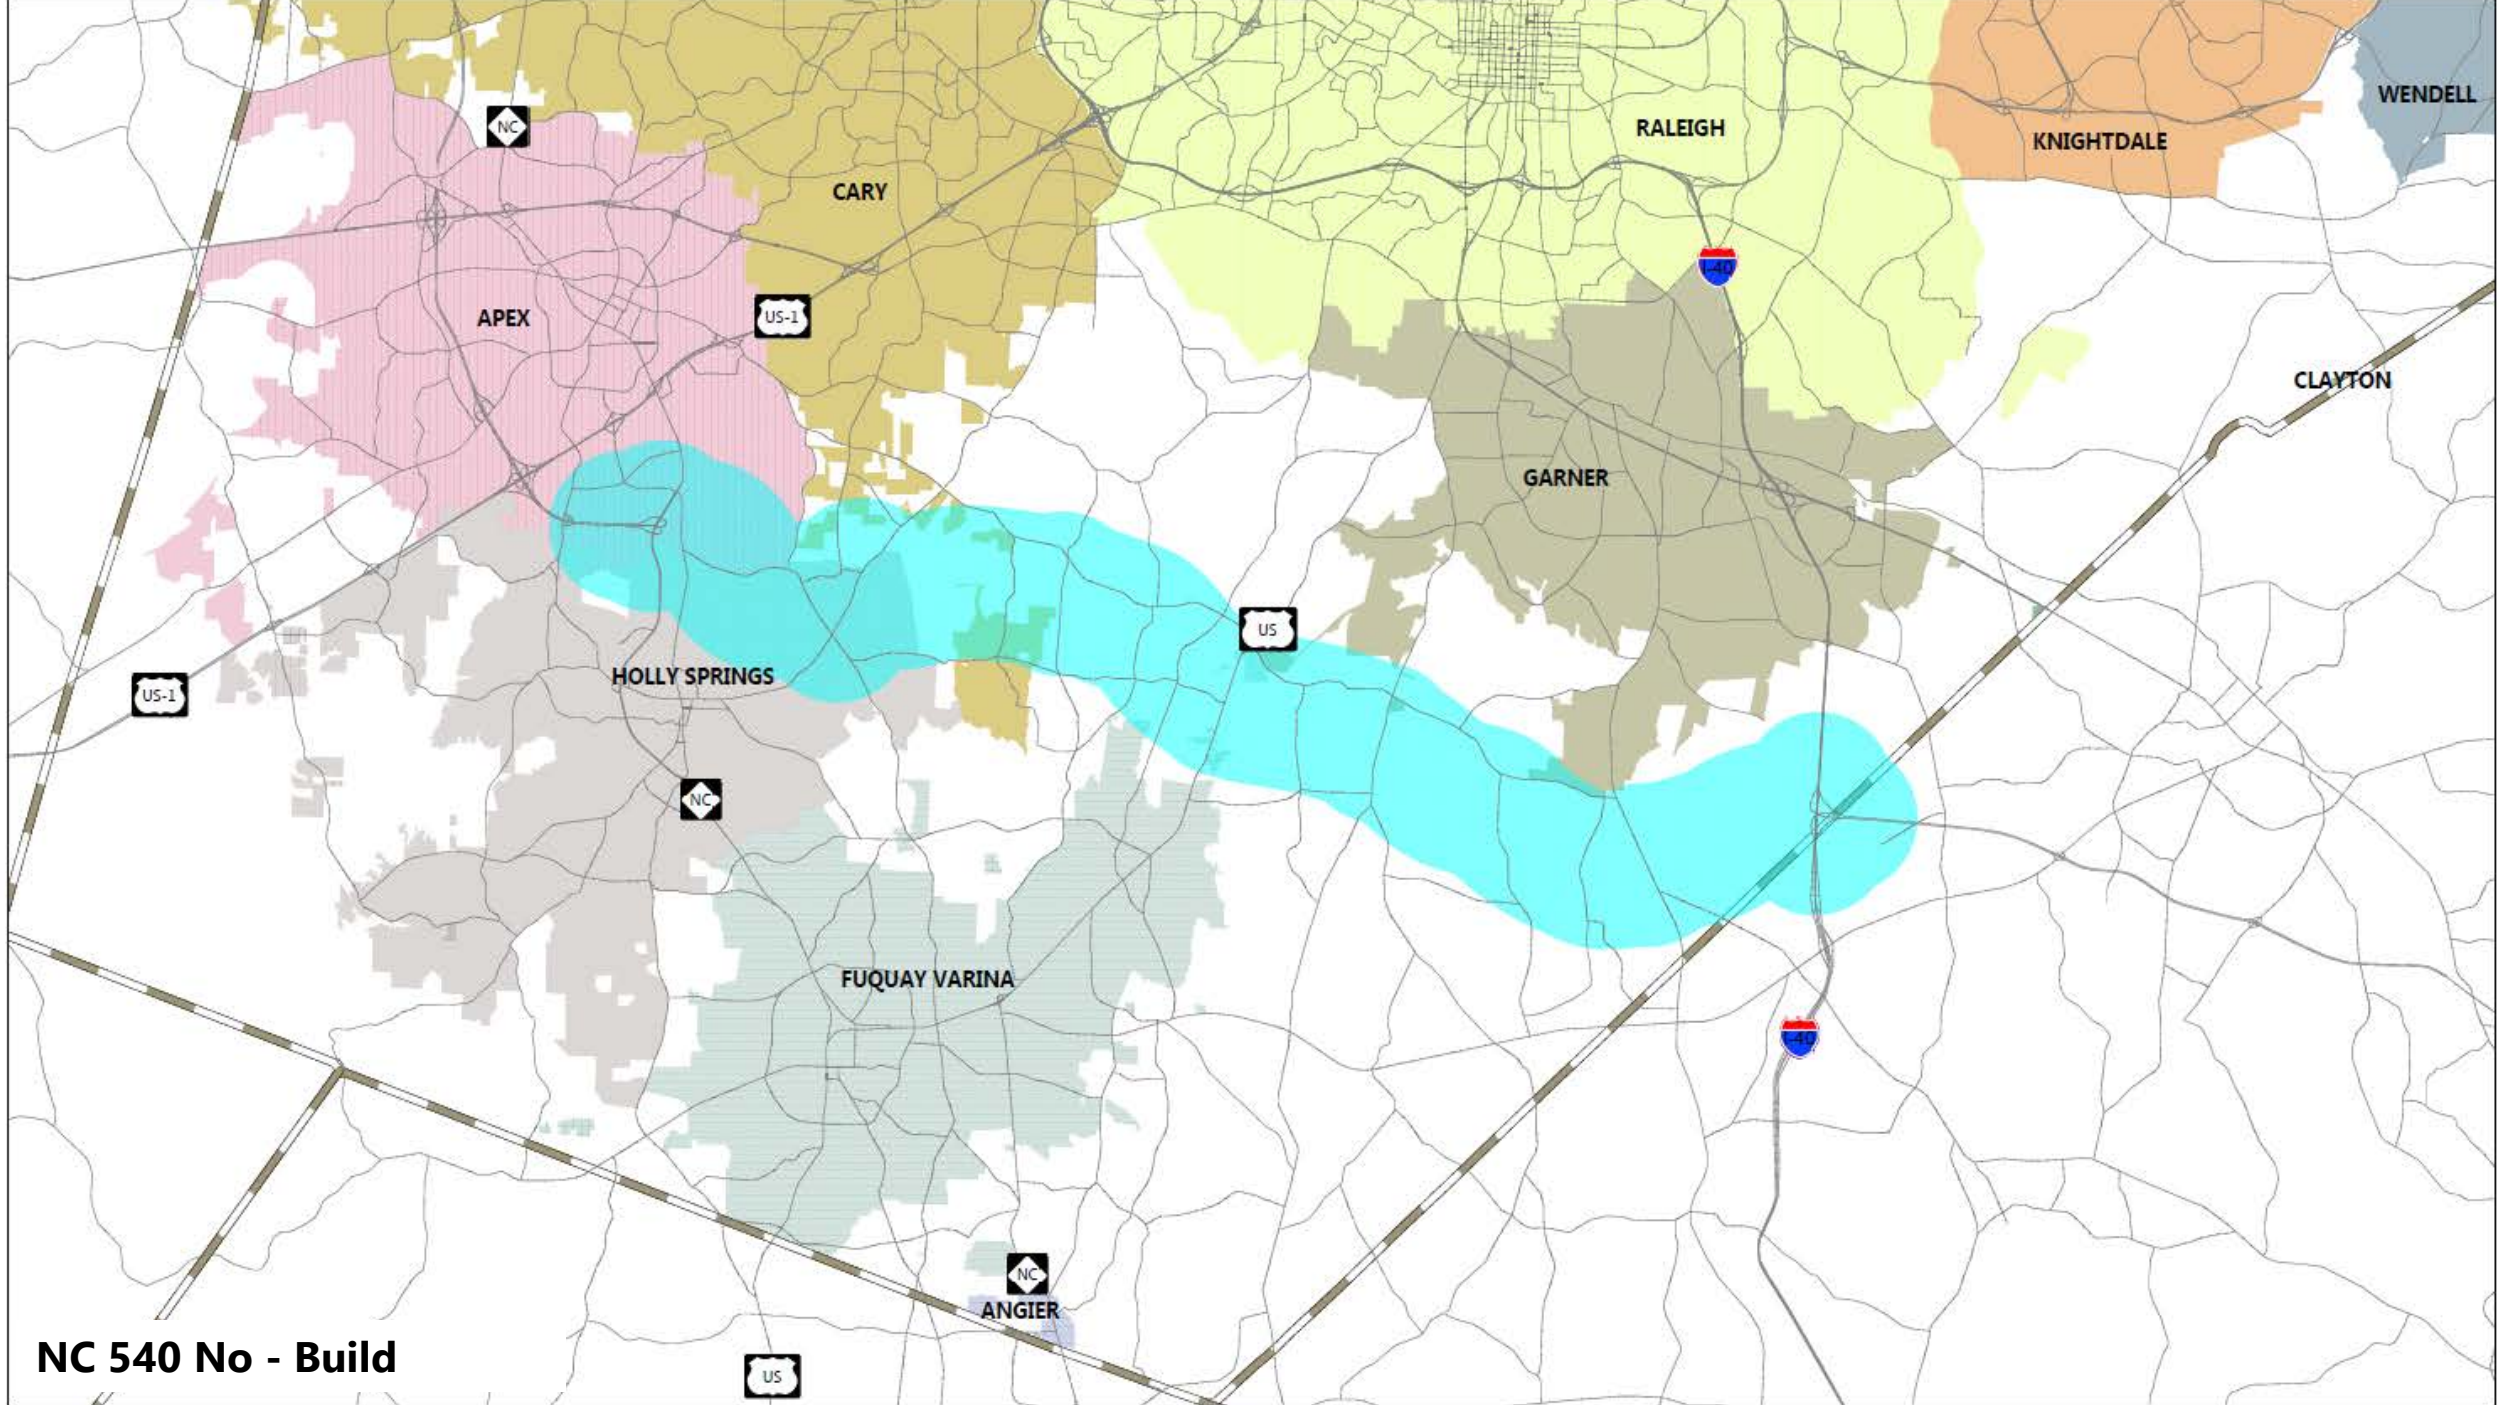 WENDELL
NC
RALEIGH
KNIGHTDALE
CARY
I-40
APEX
US-1
CLAYTON
GARNER
US
HOLLY SPRINGS
US-1
NC
FUQUAY VARINA
I-40
NC
ANGIER
NC 540 No - Build
US